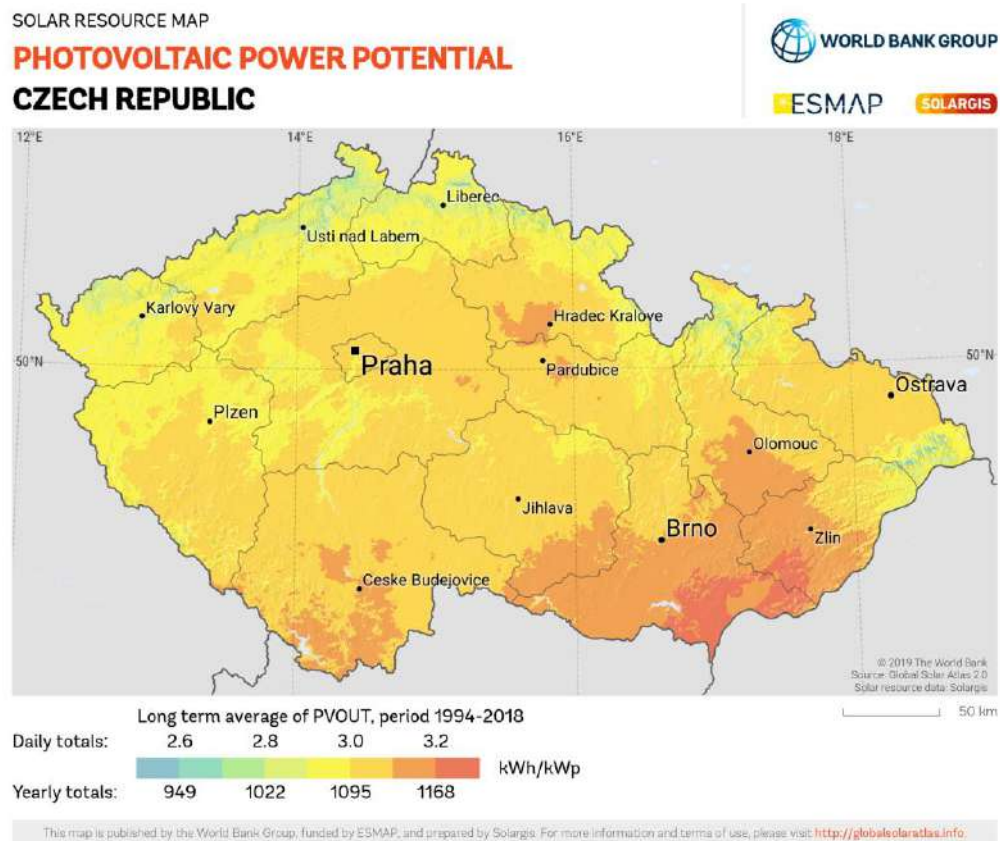 SOLAR RESOURCE MAP
PHOTOVOLTAIC POWER POTENTIAL
CZECH REPUBLIC
WORLD BANK GROUP
ESMAP
SOLARGIS
12°E 14°E 16°E 18°E
Liberec
Usti nad Labem
Karlovy Vary
Hradec Kralove
50°N 50°N
Praha
Pardubice
Ostrava
Plzen
Olomouc
Jihlava
Brno
Zlin
Ceske Budejovice
© 2019 The World Bank
Source: Global Solar Atlas 2.0
Solar resource data: Solargis
50 km
Long term average of PVOUT, period 1994-2018
Daily totals: 2.6 2.8 3.0 3.2
kWh/kWp
Yearly totals: 949 1022 1095 1168
This map is published by the World Bank Group, funded by ESMAP, and prepared by Solargis. For more information and terms of use, please visit http://globalsolaratlas.info.